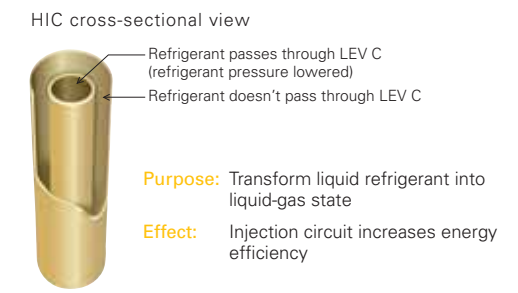 HIC cross-sectional view
Refrigerant passes through LEV C
(refrigerant pressure lowered)
Refrigerant doesn't pass through LEV C
Purpose: Transform liquid refrigerant into
liquid-gas state
Effect: Injection circuit increases energy
efficiency